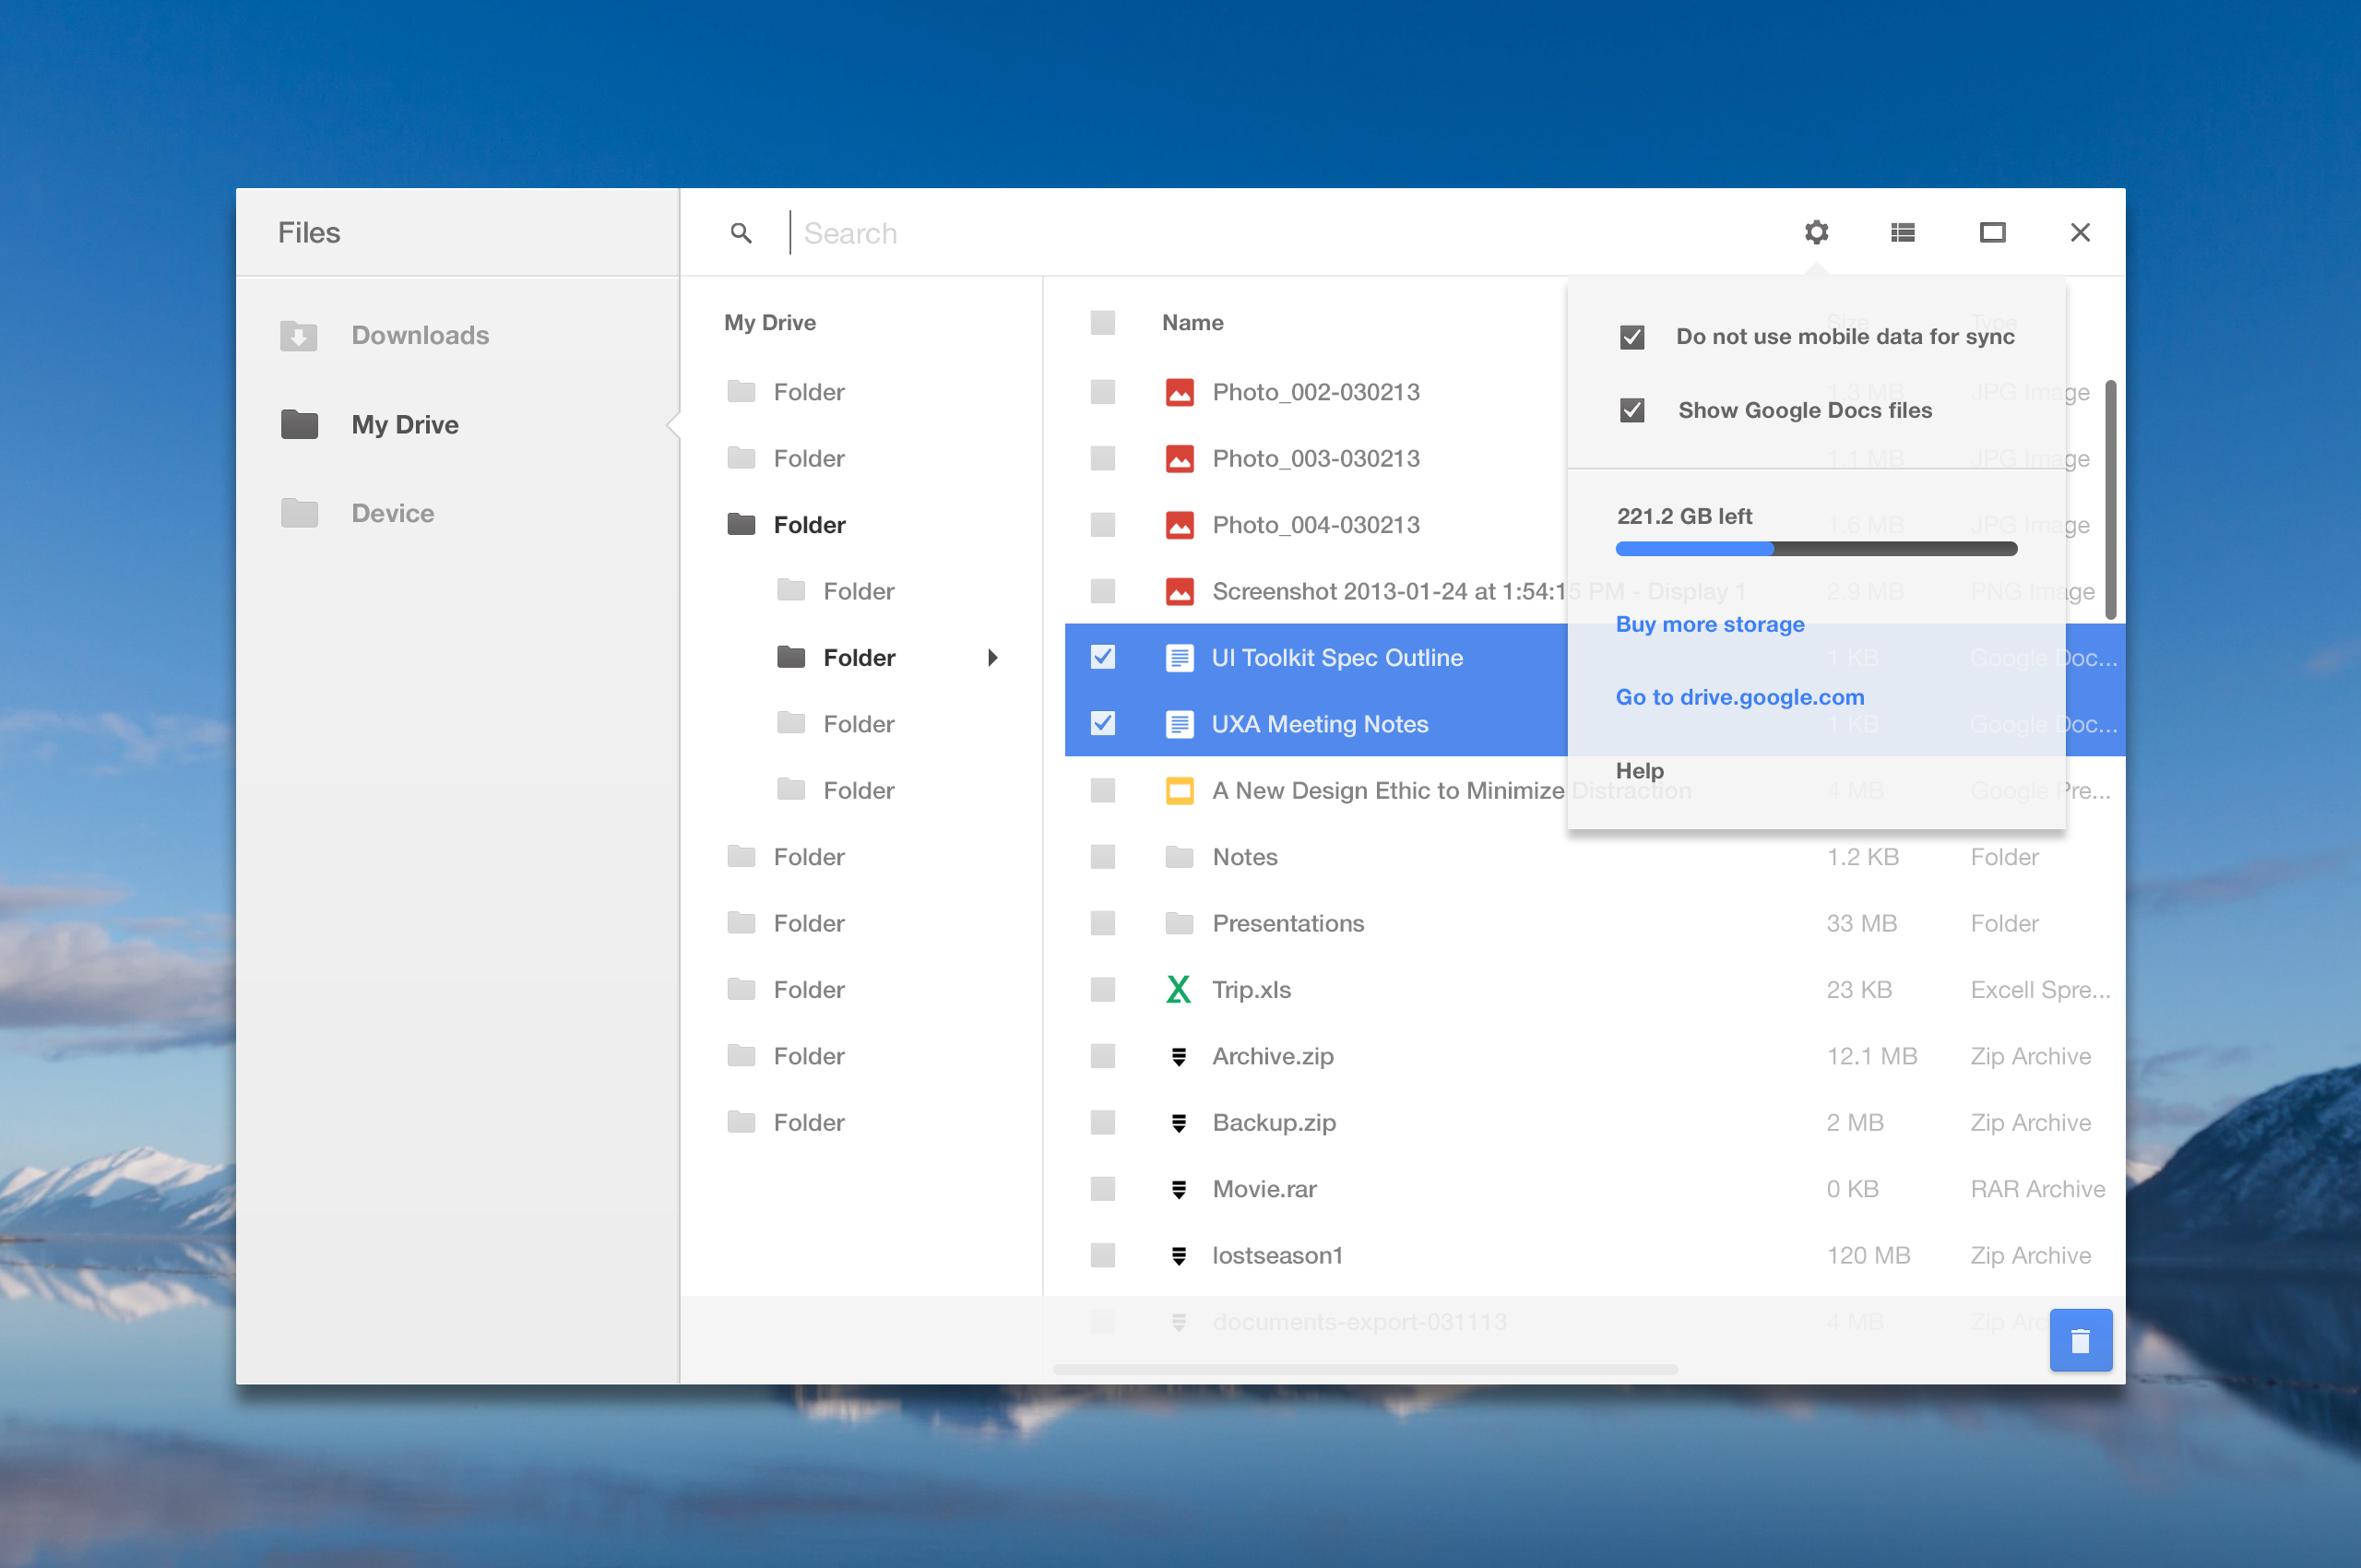 Files
Search
Downloads
My Drive
Device
My Drive
Folder
Folder
Folder
Folder
Folder
Folder
Folder
Folder
Folder
Folder
Folder
Folder
Name Size Type
Photo_002-030213 1.3 MB JPG Image
Photo_003-030213 1.1 MB JPG Image
Photo_004-030213 1.6 MB JPG Image
Screenshot 2013-01-24 at 1:54:15 PM - Display 1 2.9 MB PNG Image
UI Toolkit Spec Outline 1 KB Google Doc...
UXA Meeting Notes 1 KB Google Doc...
A New Design Ethic to Minimize Distraction 4 MB Google Pre...
Notes 1.2 KB Folder
Presentations 33 MB Folder
Trip.xls 23 KB Excell Spre...
Archive.zip 12.1 MB Zip Archive
Backup.zip 2 MB Zip Archive
Movie.rar 0 KB RAR Archive
lostseason1 120 MB Zip Archive
documents-export-031113 4 MB Zip Arc
Do not use mobile data for sync
Show Google Docs files
221.2 GB left
Buy more storage
Go to drive.google.com
Help